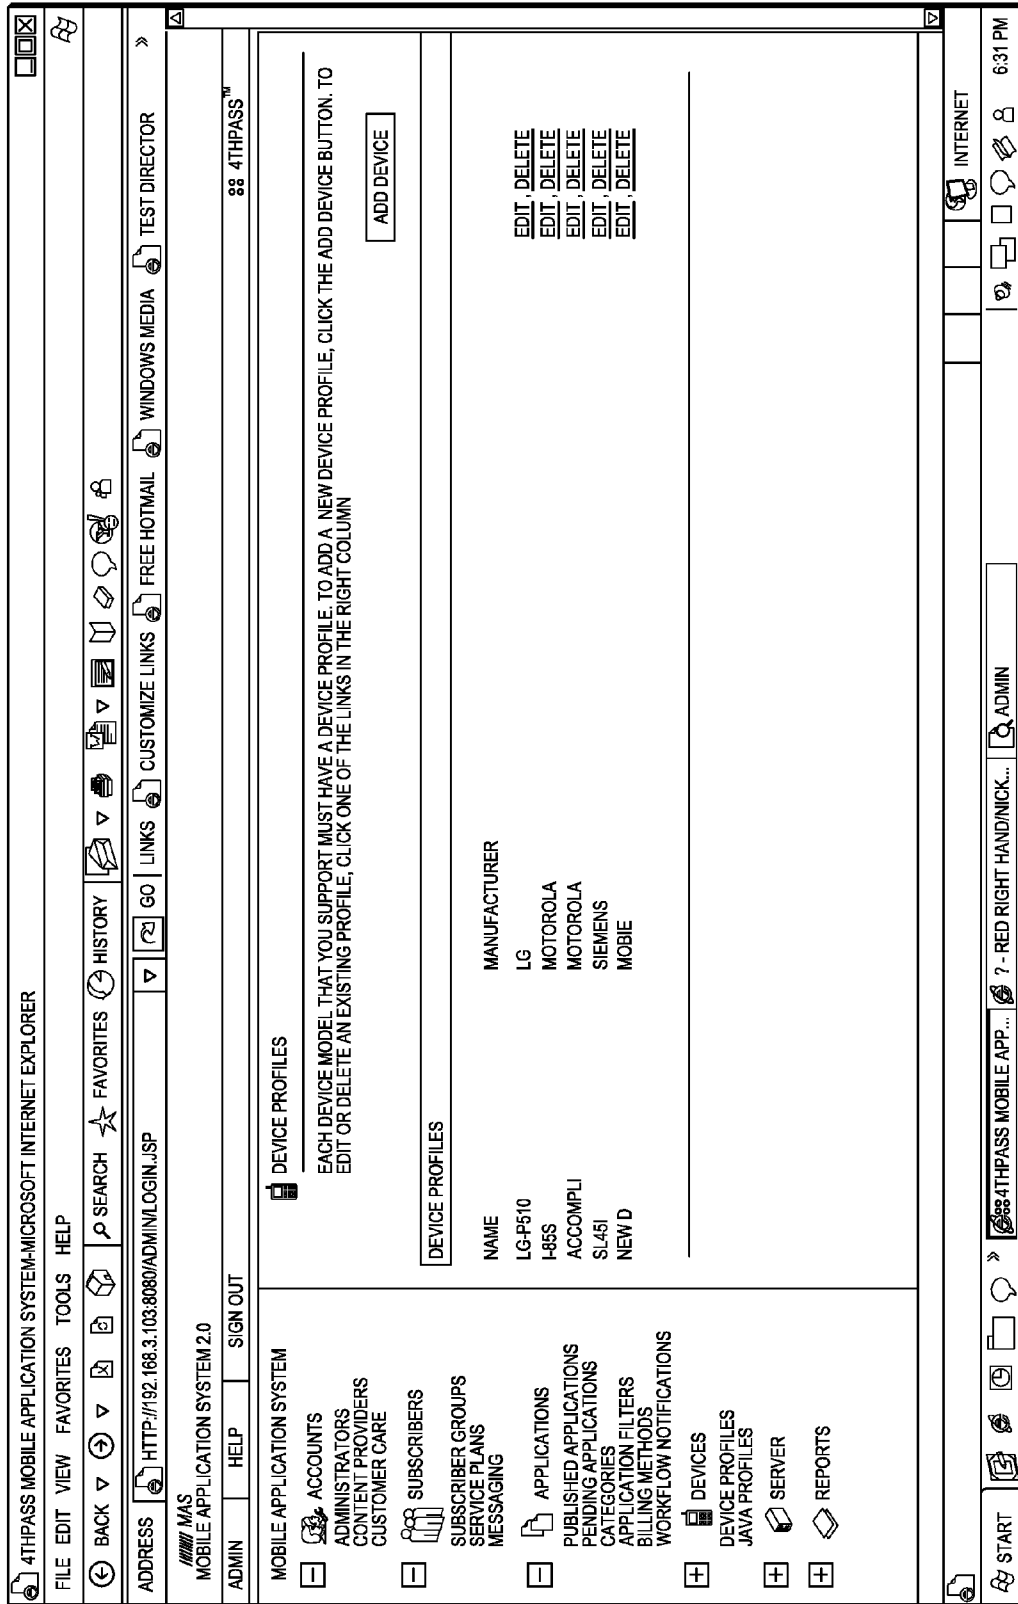 4THPASS MOBILE APPLICATION SYSTEM-MICROSOFT INTERNET EXPLORER
FILE EDIT VIEW FAVORITES TOOLS HELP
BACK SEARCH FAVORITES HISTORY
ADDRESS HTTP://192.168.3.103:8080/ADMIN/LOGIN.JSP GO LINKS CUSTOMIZE LINKS FREE HOTMAIL WINDOWS MEDIA TEST DIRECTOR »
MAS
MOBILE APPLICATION SYSTEM 2.0
ADMIN HELP SIGN OUT 4THPASS™
MOBILE APPLICATION SYSTEM
ACCOUNTS
ADMINISTRATORS
CONTENT PROVIDERS
CUSTOMER CARE
SUBSCRIBERS
SUBSCRIBER GROUPS
SERVICE PLANS
MESSAGING
APPLICATIONS
PUBLISHED APPLICATIONS
PENDING APPLICATIONS
CATEGORIES
APPLICATION FILTERS
BILLING METHODS
WORKFLOW NOTIFICATIONS
DEVICES
DEVICE PROFILES
JAVA PROFILES
SERVER
REPORTS
DEVICE PROFILES
EACH DEVICE MODEL THAT YOU SUPPORT MUST HAVE A DEVICE PROFILE. TO ADD A NEW DEVICE PROFILE, CLICK THE ADD DEVICE BUTTON. TO
EDIT OR DELETE AN EXISTING PROFILE, CLICK ONE OF THE LINKS IN THE RIGHT COLUMN
ADD DEVICE
DEVICE PROFILES
NAME MANUFACTURER
LG-P510 LG EDIT , DELETE
I-85S MOTOROLA EDIT , DELETE
ACCOMPLI MOTOROLA EDIT , DELETE
SL45I SIEMENS EDIT , DELETE
NEW D MOBIE EDIT , DELETE
INTERNET
START » 4THPASS MOBILE APP... ? - RED RIGHT HAND/NICK... ADMIN 6:31 PM